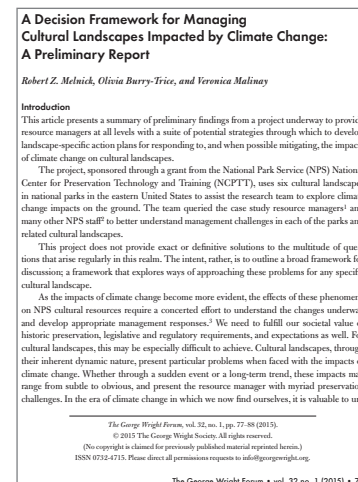 A Decision Framework for Managing
Cultural Landscapes Impacted by Climate Change:
A Preliminary Report
Robert Z. Melnick, Olivia Burry-Trice, and Veronica Malinay
Introduction
This article presents a summary of preliminary findings from a project underway to provid
resource managers at all levels with a suite of potential strategies through which to develo
landscape-specific action plans for responding to, and when possible mitigating, the impac
of climate change on cultural landscapes.
The project, sponsored through a grant from the National Park Service (NPS) Nation
Center for Preservation Technology and Training (NCPTT), uses six cultural landscape
in national parks in the eastern United States to assist the research team to explore climat
change impacts on the ground. The team queried the case study resource managers¹ an
many other NPS staff² to better understand management challenges in each of the parks an
related cultural landscapes.
This project does not provide exact or definitive solutions to the multitude of que
tions that arise regularly in this realm. The intent, rather, is to outline a broad framework fo
discussion; a framework that explores ways of approaching these problems for any specif
cultural landscape.
As the impacts of climate change become more evident, the effects of these phenomen
on NPS cultural resources require a concerted effort to understand the changes underwa
and develop appropriate management responses.³ We need to fulfill our societal value o
historic preservation, legislative and regulatory requirements, and expectations as well. Fo
cultural landscapes, this may be especially difficult to achieve. Cultural landscapes, throug
their inherent dynamic nature, present particular problems when faced with the impacts o
climate change. Whether through a sudden event or a long-term trend, these impacts ma
range from subtle to obvious, and present the resource manager with myriad preservatio
challenges. In the era of climate change in which we now find ourselves, it is valuable to un
The George Wright Forum, vol. 32, no. 1, pp. 77–88 (2015).
© 2015 The George Wright Society. All rights reserved.
(No copyright is claimed for previously published material reprinted herein.)
ISSN 0732-4715. Please direct all permissions requests to info@georgewright.org.
The George Wright Forum • vol. 32 no. 1 (2015) • 7